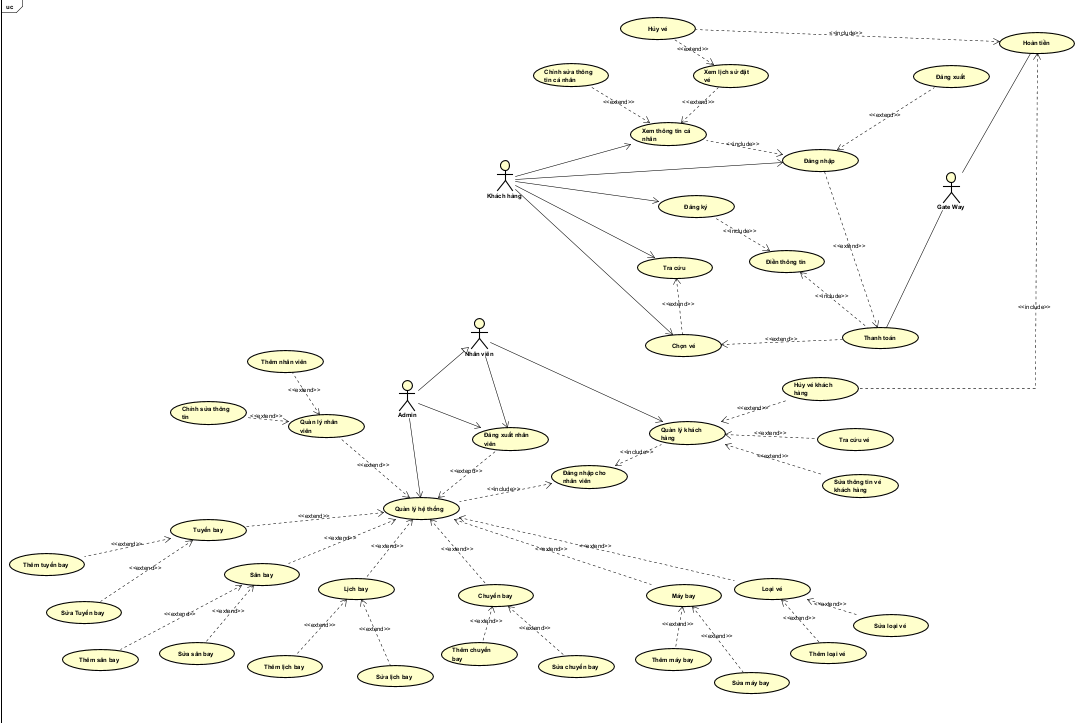 uc
Hủy vé
<<include>>
Hoàn tiền
<<extend>>
Chỉnh sửa thông
tin cá nhân
Xem lịch sử đặt
vé
Đăng xuất
<<extend>>
<<extend>>
<<extend>>
Xem thông tin cá
nhân
<<include>>
Đăng nhập
Khách hàng
Gate Way
Đăng ký
<<include>>
<<extend>>
Điền thông tin
Tra cứu
<<include>>
<<extend>>
<<include>>
Chọn vé
<<extend>>
Thanh toán
Nhân viên
Thêm nhân viên
<<extend>>
Admin
Hủy vé khách
hàng
Chỉnh sửa thông
tin
<<extend>>
Quản lý nhân
viên
<<extend>>
Đăng xuất nhân
viên
Quản lý khách
hàng
<<extend>>
Tra cứu vé
<<include>>
<<extend>>
<<extend>>
<<extend>>
Đăng nhập cho
nhân viên
Sửa thông tin vé
khách hàng
<<include>>
Quản lý hệ thống
<<extend>>
Tuyến bay
<<extend>>
<<extend>>
<<extend>>
<<extend>>
<<extend>>
<<extend>>
Thêm tuyến bay
<<extend>>
Sân bay
Lịch bay
Chuyến bay
Máy bay
Loại vé
Sửa Tuyến bay
<<extend>>
<<extend>>
<<extend>>
<<extend>>
<<extend>>
<<extend>>
<<extend>>
<<extend>>
<<extend>>
<<extend>>
Sửa loại vé
Thêm sân bay
Sửa sân bay
Thêm lịch bay
Sửa lịch bay
Thêm chuyến
bay
Sửa chuyến bay
Thêm máy bay
Sửa máy bay
Thêm loại vé